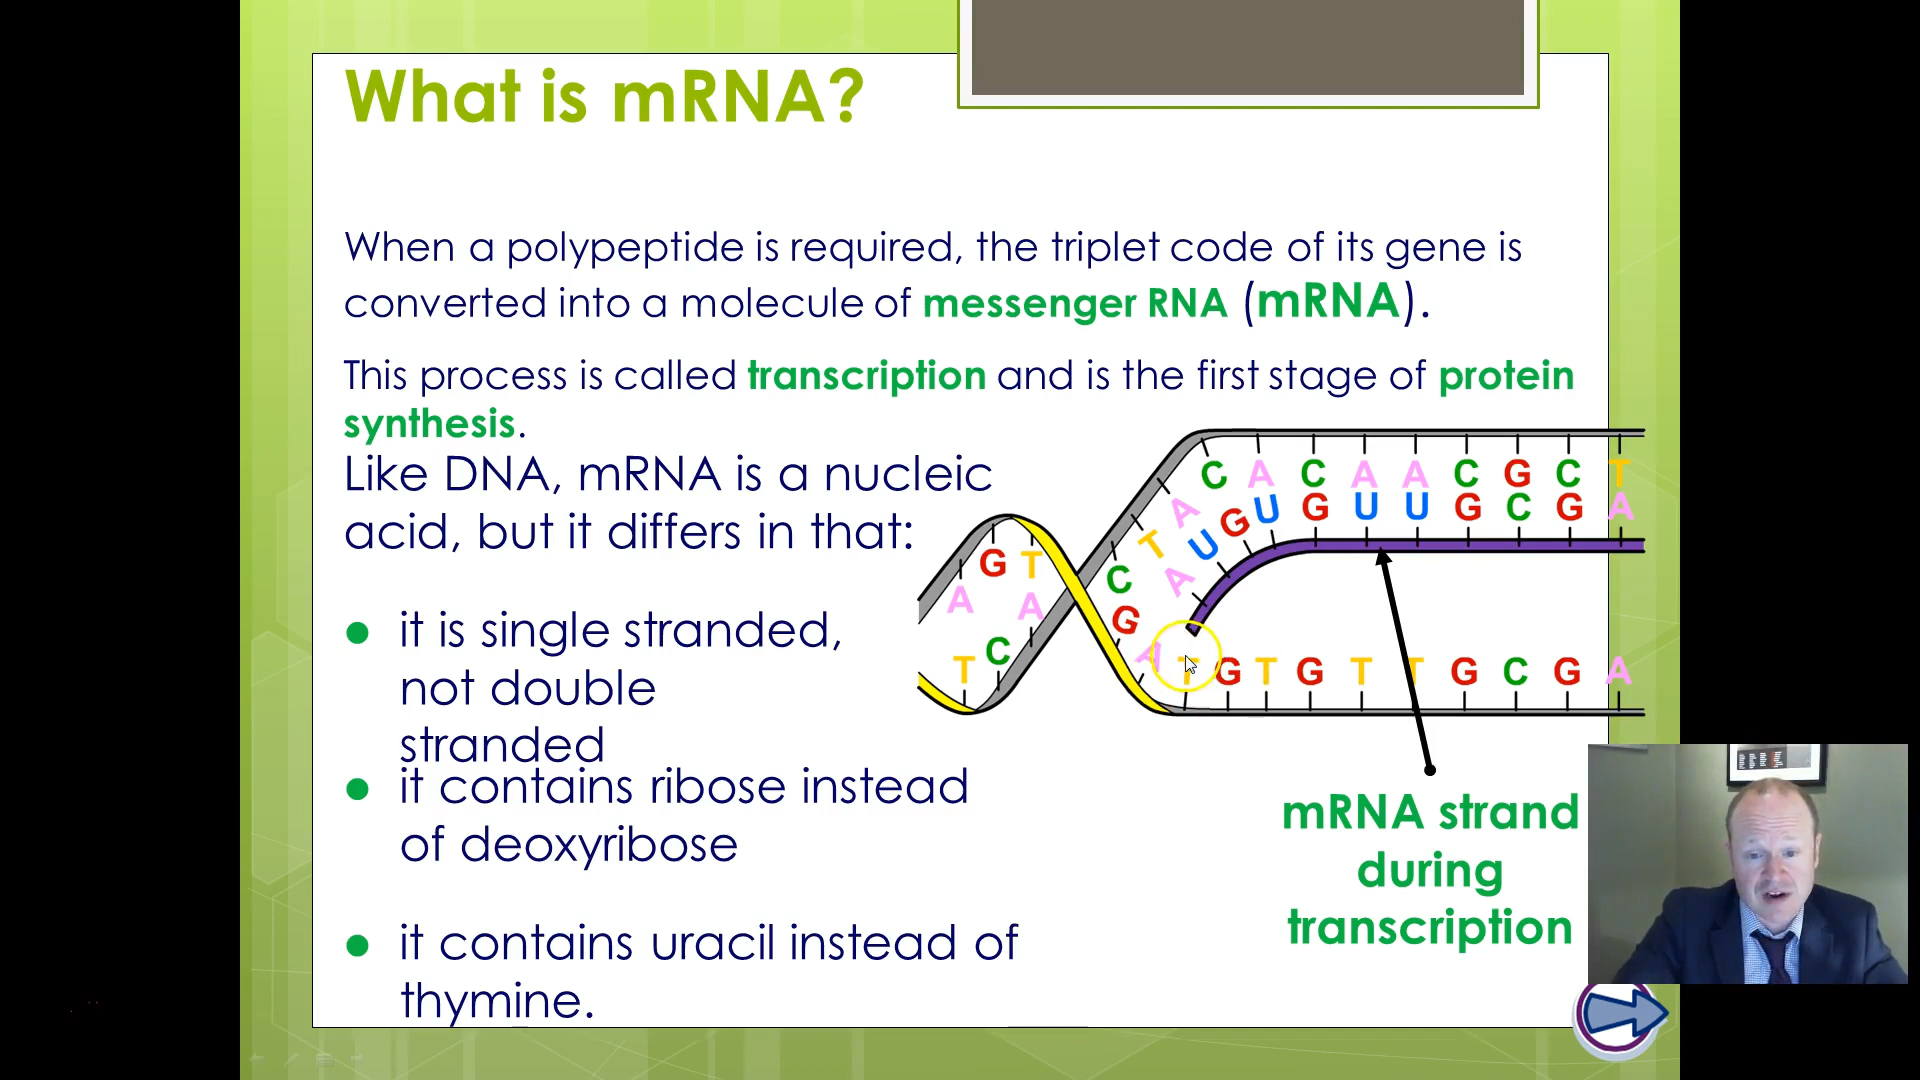 What is mRNA?
When a polypeptide is required, the triplet code of its gene is
converted into a molecule of messenger RNA (mRNA).
This process is called transcription and is the first stage of protein
synthesis.
Like DNA, mRNA is a nucleic
acid, but it differs in that:
● it is single stranded,
not double
stranded
● it contains ribose instead
of deoxyribose
● it contains uracil instead of
thymine.
C A C A A C G C T
A G U G U U G C G A
T U
G T C A
A A G
T C A T G T G T T G C G A
mRNA strand
during
transcription